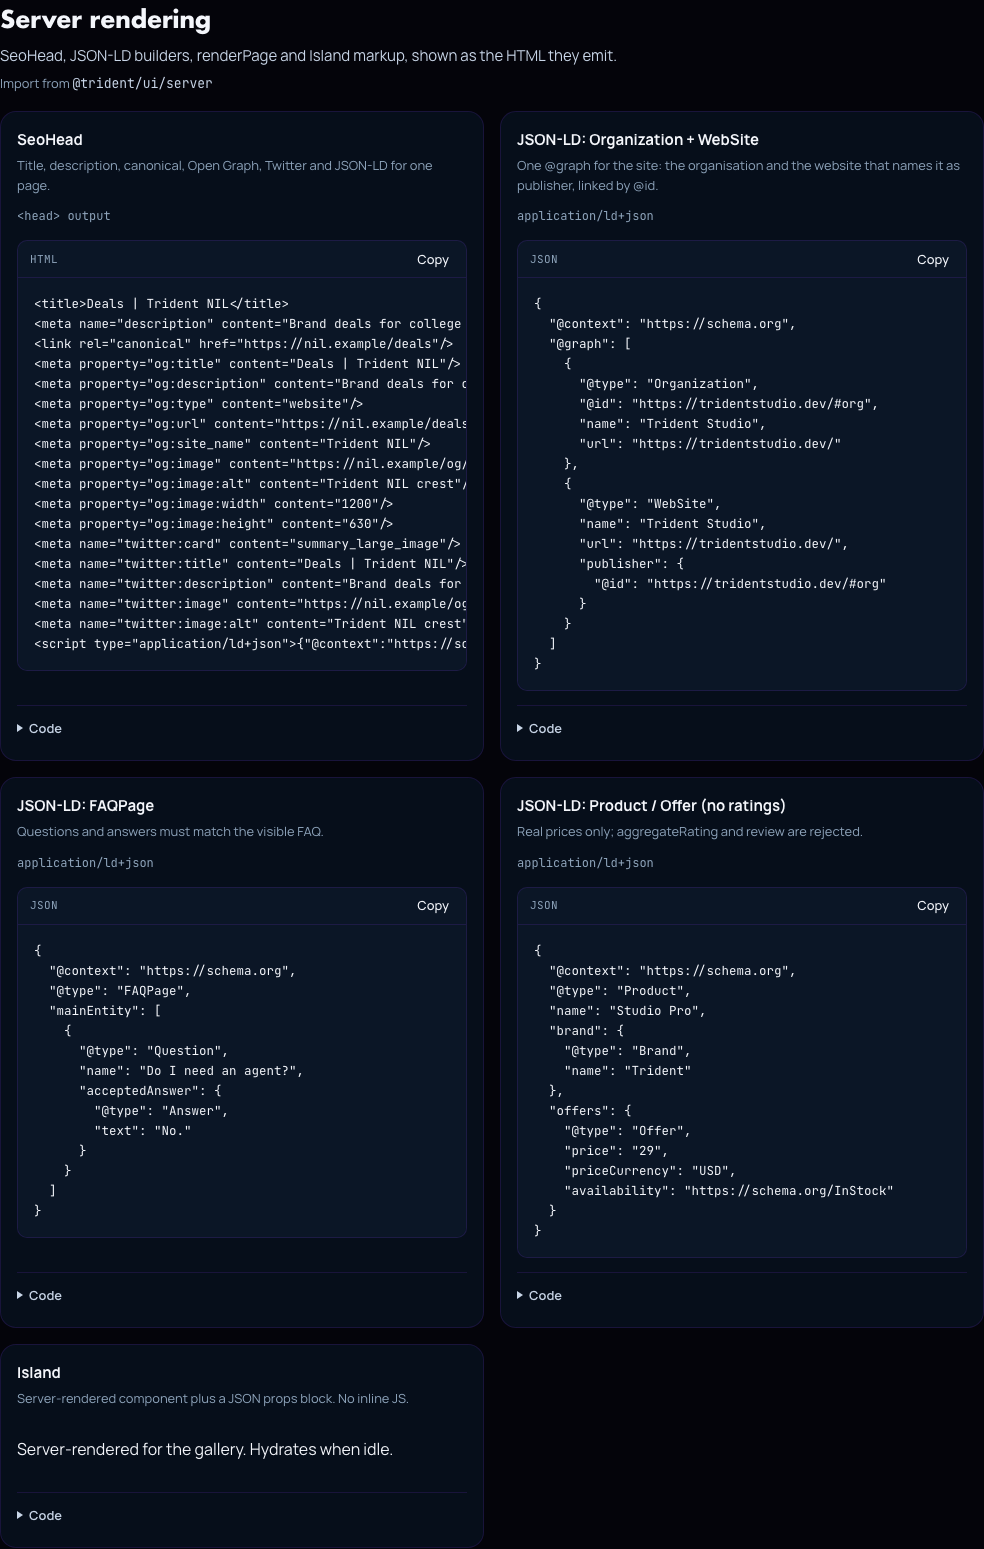 Server rendering
SeoHead, JSON-LD builders, renderPage and Island markup, shown as the HTML they emit.
Import from @trident/ui/server
SeoHead
Title, description, canonical, Open Graph, Twitter and JSON-LD for one
page.
<head> output
HTML
Copy
<title>Deals | Trident NIL</title>
<meta name="description" content="Brand deals for college
<link rel="canonical" href="https://nil.example/deals"/>
<meta property="og:title" content="Deals | Trident NIL"/>
<meta property="og:description" content="Brand deals for c
<meta property="og:type" content="website"/>
<meta property="og:url" content="https://nil.example/deals
<meta property="og:site_name" content="Trident NIL"/>
<meta property="og:image" content="https://nil.example/og/
<meta property="og:image:alt" content="Trident NIL crest"/
<meta property="og:image:width" content="1200"/>
<meta property="og:image:height" content="630"/>
<meta name="twitter:card" content="summary_large_image"/>
<meta name="twitter:title" content="Deals | Trident NIL"/>
<meta name="twitter:description" content="Brand deals for
<meta name="twitter:image" content="https://nil.example/og
<meta name="twitter:image:alt" content="Trident NIL crest"
<script type="application/ld+json">{"@context":"https://sc
Code
JSON-LD: Organization + WebSite
One @graph for the site: the organisation and the website that names it as
publisher, linked by @id.
application/ld+json
JSON
Copy
{
  "@context": "https://schema.org",
  "@graph": [
    {
      "@type": "Organization",
      "@id": "https://tridentstudio.dev/#org",
      "name": "Trident Studio",
      "url": "https://tridentstudio.dev/"
    },
    {
      "@type": "WebSite",
      "name": "Trident Studio",
      "url": "https://tridentstudio.dev/",
      "publisher": {
        "@id": "https://tridentstudio.dev/#org"
      }
    }
  ]
}
Code
JSON-LD: FAQPage
Questions and answers must match the visible FAQ.
application/ld+json
JSON
Copy
{
  "@context": "https://schema.org",
  "@type": "FAQPage",
  "mainEntity": [
    {
      "@type": "Question",
      "name": "Do I need an agent?",
      "acceptedAnswer": {
        "@type": "Answer",
        "text": "No."
      }
    }
  ]
}
Code
JSON-LD: Product / Offer (no ratings)
Real prices only; aggregateRating and review are rejected.
application/ld+json
JSON
Copy
{
  "@context": "https://schema.org",
  "@type": "Product",
  "name": "Studio Pro",
  "brand": {
    "@type": "Brand",
    "name": "Trident"
  },
  "offers": {
    "@type": "Offer",
    "price": "29",
    "priceCurrency": "USD",
    "availability": "https://schema.org/InStock"
  }
}
Code
Island
Server-rendered component plus a JSON props block. No inline JS.
Server-rendered for the gallery. Hydrates when idle.
Code